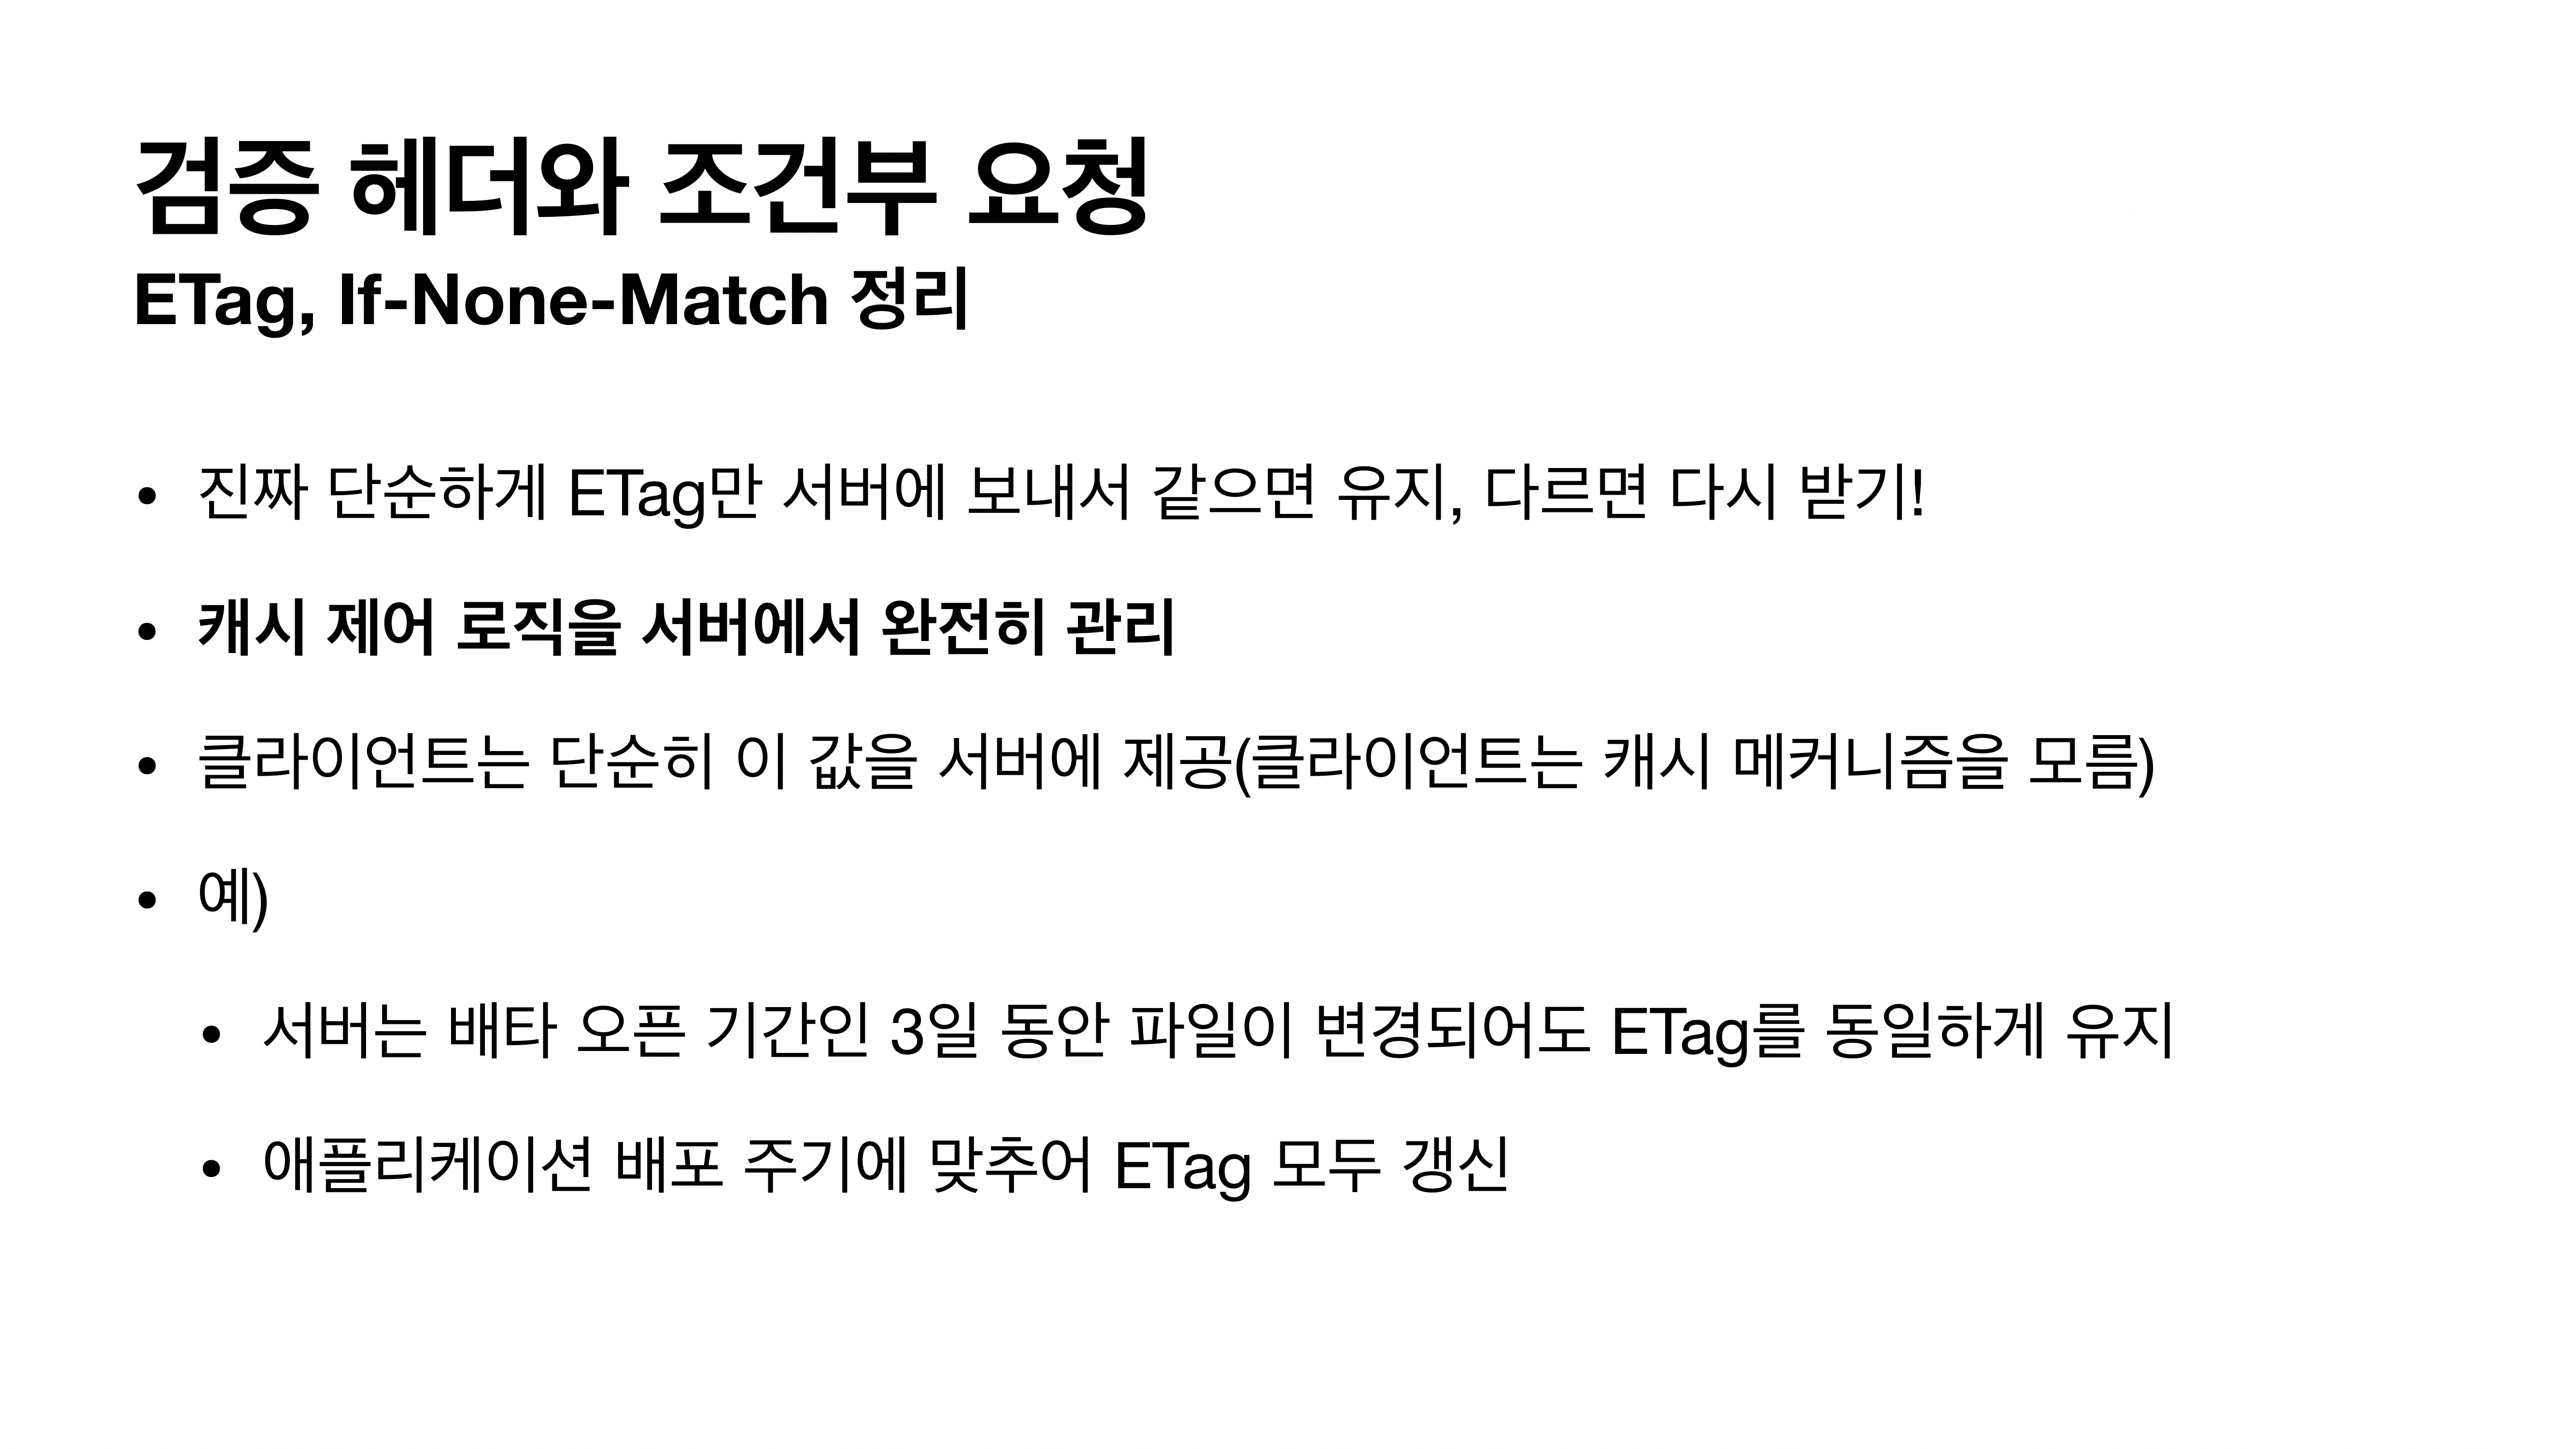 검증 헤더와 조건부 요청
ETag, If-None-Match 정리
• 진짜 단순하게 ETag만 서버에 보내서 같으면 유지, 다르면 다시 받기!
• 캐시 제어 로직을 서버에서 완전히 관리
• 클라이언트는 단순히 이 값을 서버에 제공(클라이언트는 캐시 메커니즘을 모름)
• 예)
• 서버는 배타 오픈 기간인 3일 동안 파일이 변경되어도 ETag를 동일하게 유지
• 애플리케이션 배포 주기에 맞추어 ETag 모두 갱신